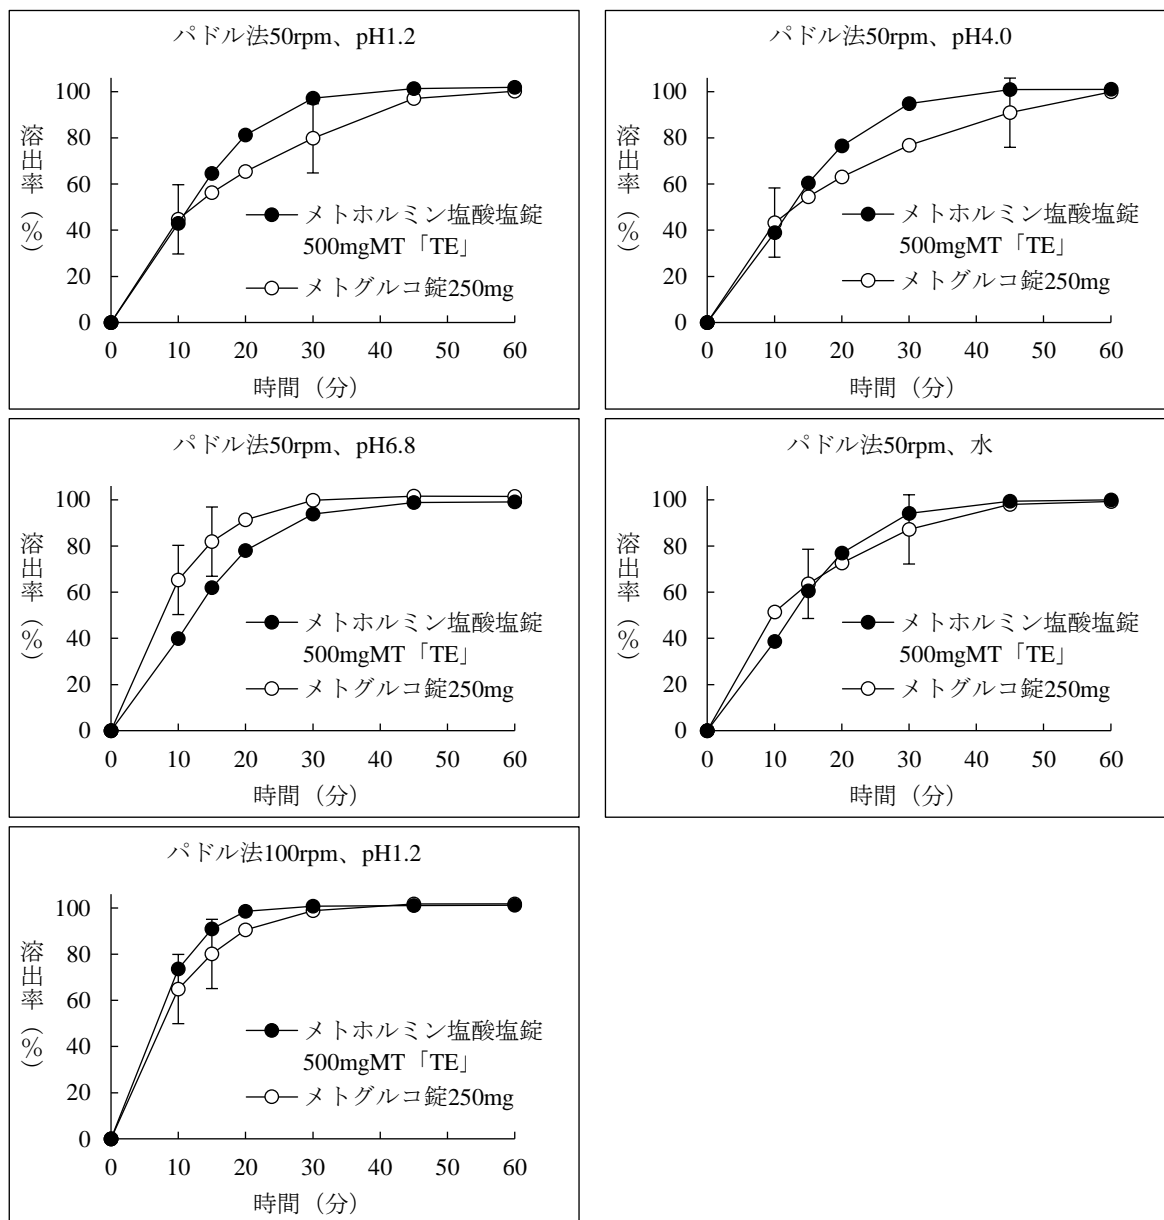 パドル法50rpm、pH1.2
溶出率(%)
100
80
60
40
20
0
メトホルミン塩酸塩錠
500mgMT「TE」
メトグルコ錠250mg
0 10 20 30 40 50 60
時間（分）
パドル法50rpm、pH4.0
溶出率(%)
100
80
60
40
20
0
メトホルミン塩酸塩錠
500mgMT「TE」
メトグルコ錠250mg
0 10 20 30 40 50 60
時間（分）
パドル法50rpm、pH6.8
溶出率(%)
100
80
60
40
20
0
メトホルミン塩酸塩錠
500mgMT「TE」
メトグルコ錠250mg
0 10 20 30 40 50 60
時間（分）
パドル法50rpm、水
溶出率(%)
100
80
60
40
20
0
メトホルミン塩酸塩錠
500mgMT「TE」
メトグルコ錠250mg
0 10 20 30 40 50 60
時間（分）
パドル法100rpm、pH1.2
溶出率(%)
100
80
60
40
20
0
メトホルミン塩酸塩錠
500mgMT「TE」
メトグルコ錠250mg
0 10 20 30 40 50 60
時間（分）